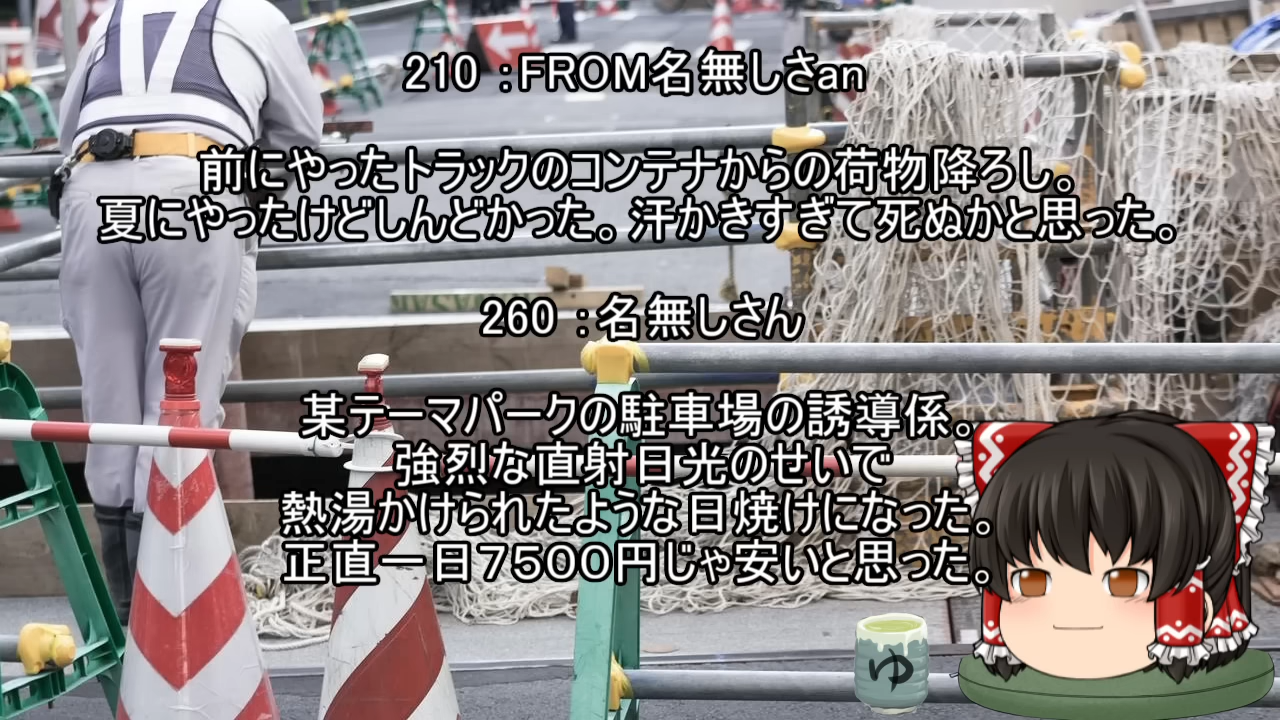 210 :FROM名無しさan
前にやったトラックのコンテナからの荷物降ろし。
夏にやったけどしんどかった。汗かきすぎて死ぬかと思った。
260 :名無しさん
某テーマパークの駐車場の誘導係。
強烈な直射日光のせいで
熱湯かけられたような日焼けになった。
正直一日7500円じゃ安いと思った。
ゆ